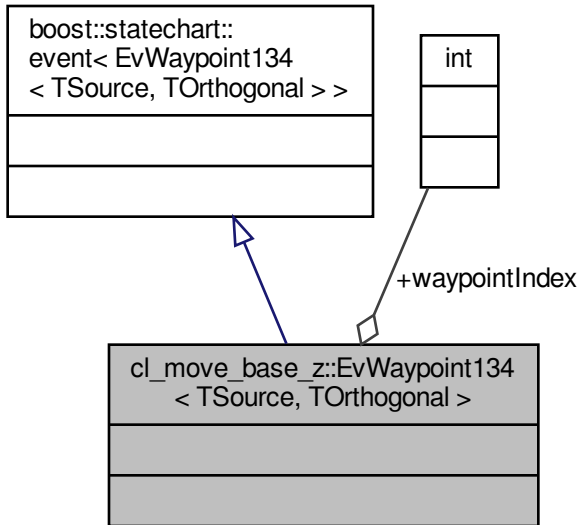 boost::statechart::
event< EvWaypoint134
< TSource, TOrthogonal > >
int
+waypointIndex
cl_move_base_z::EvWaypoint134
< TSource, TOrthogonal >